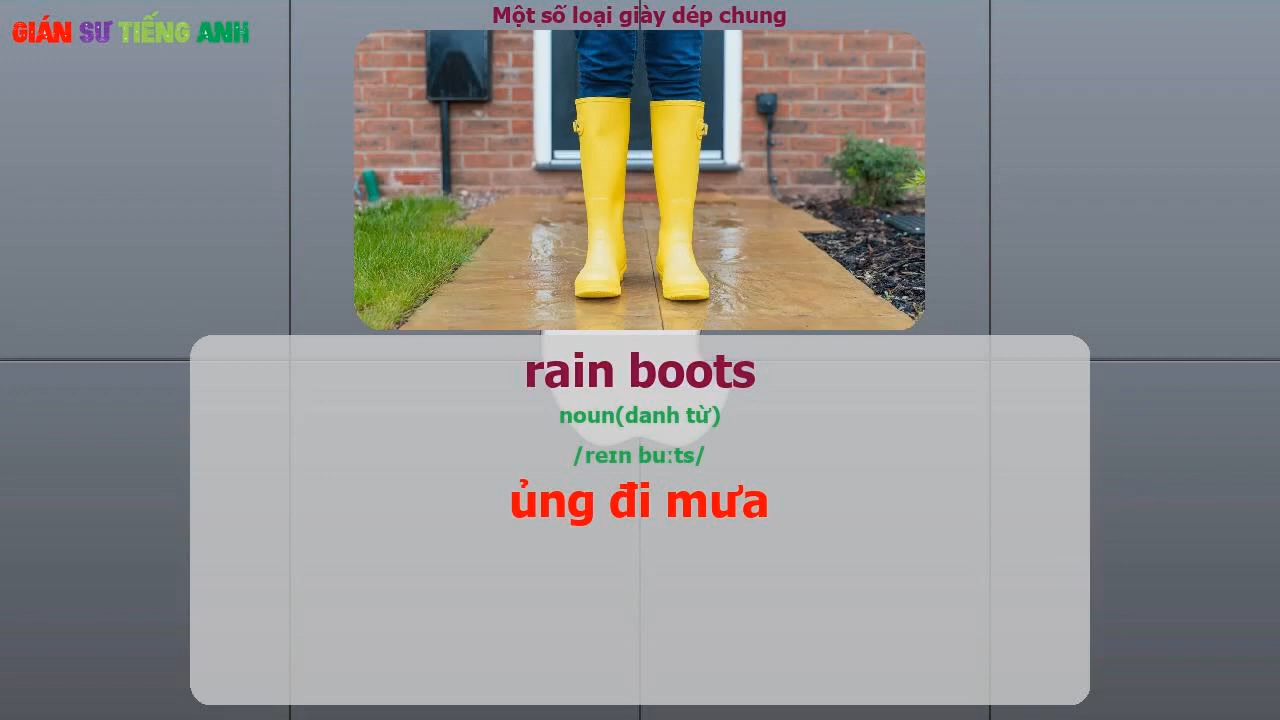 Một số loại giày dép chung
GIÁN SƯ TIẾNG ANH
rain boots
noun(danh từ)
/reɪn buːts/
ủng đi mưa